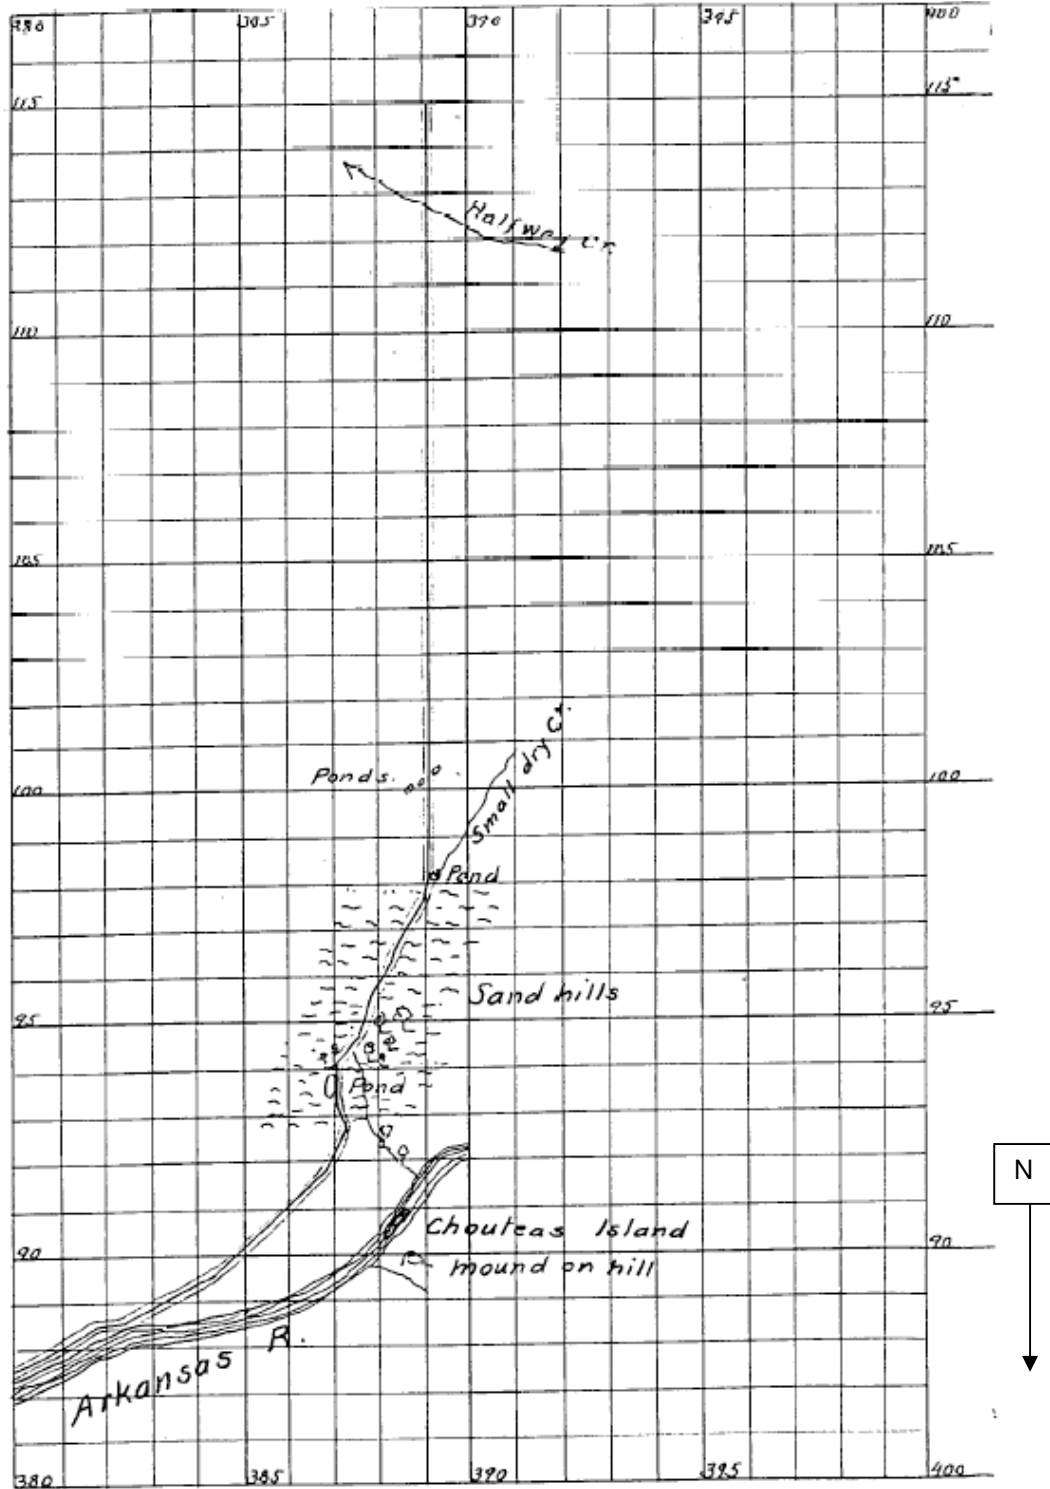 380 385 390 395 400
115 115
Halfway Cr.
110 110
105 105
Small dry Cr.
Ponds.
100 100
Pond
Sand hills
95 95
Pond
N
Chouteas Island
90 90
mound on hill
Arkansas R.
380 385 390 395 400